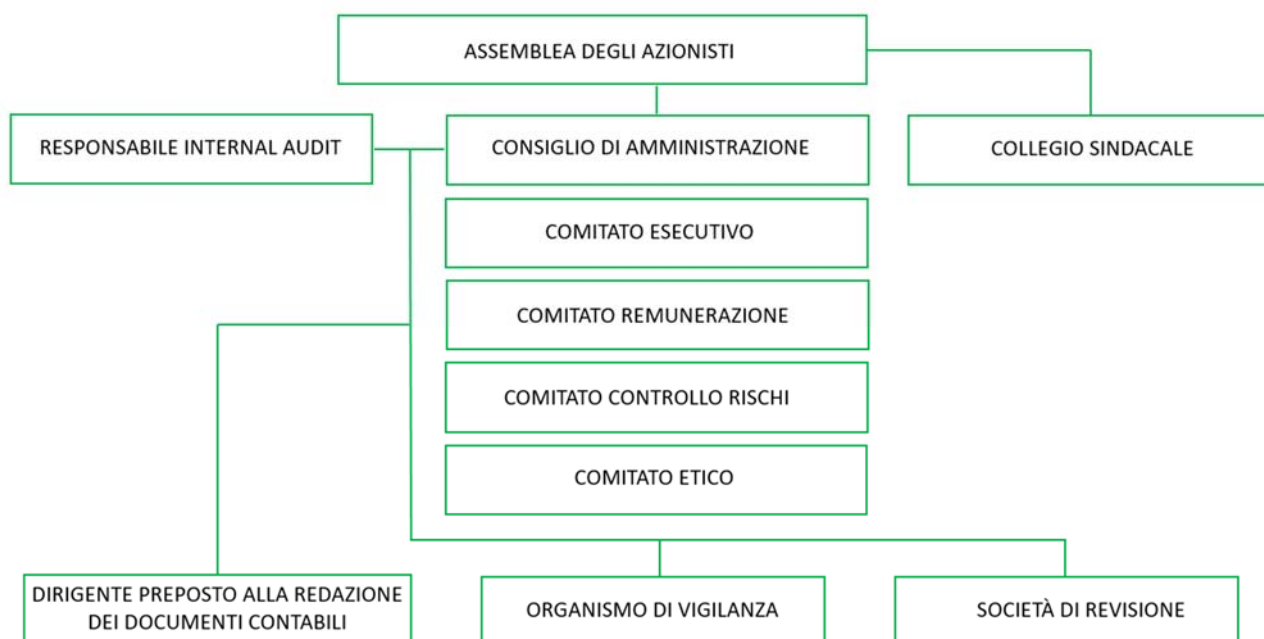 ASSEMBLEA DEGLI AZIONISTI
RESPONSABILE INTERNAL AUDIT
CONSIGLIO DI AMMINISTRAZIONE
COLLEGIO SINDACALE
COMITATO ESECUTIVO
COMITATO REMUNERAZIONE
COMITATO CONTROLLO RISCHI
COMITATO ETICO
DIRIGENTE PREPOSTO ALLA REDAZIONE
DEI DOCUMENTI CONTABILI
ORGANISMO DI VIGILANZA
SOCIETÀ DI REVISIONE